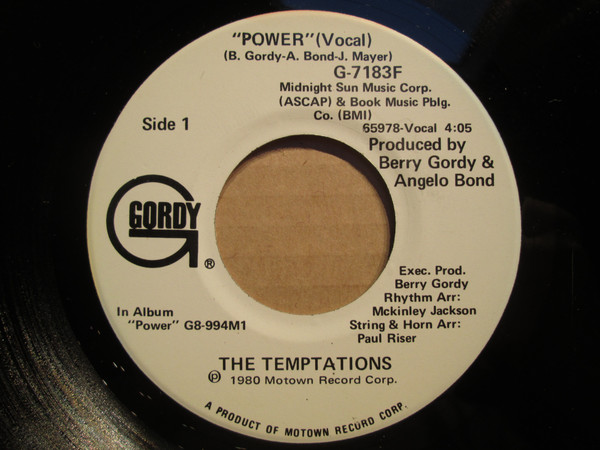 "POWER" (Vocal)
(B. Gordy-A. Bond-J. Mayer)
G-7183F
Midnight Sun Music Corp.
(ASCAP) & Book Music Pblg.
Co. (BMI)
65978-Vocal 4:05
Side 1
Produced by
Berry Gordy &
Angelo Bond
GORDY
®
Exec. Prod.
Berry Gordy
Rhythm Arr:
Mckinley Jackson
String & Horn Arr:
Paul Riser
In Album
"Power" G8-994M1
THE TEMPTATIONS
℗ 1980 Motown Record Corp.
A PRODUCT OF MOTOWN RECORD CORP.